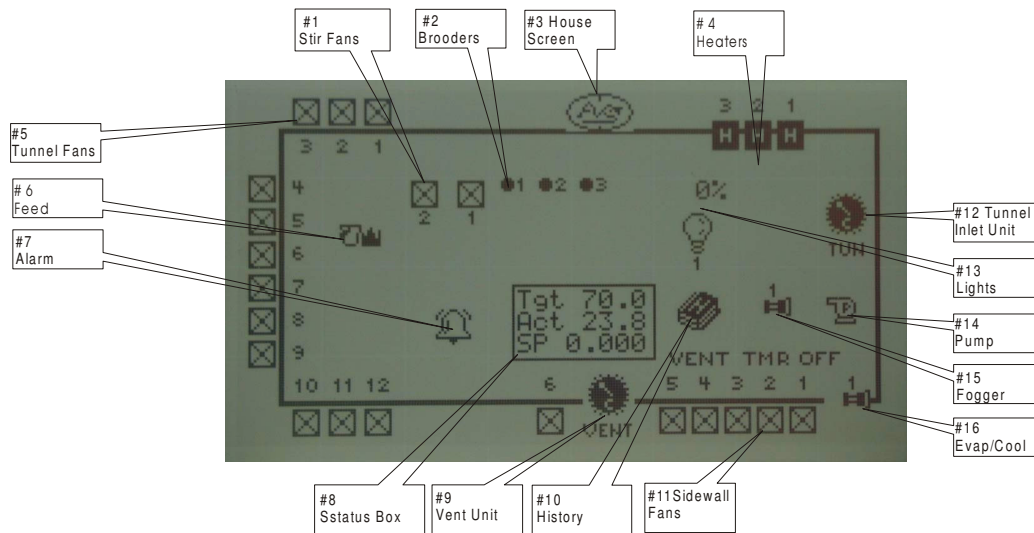 #1
Stir Fans
#2
Brooders
#3 House
Screen
# 4
Heaters
#5
Tunnel Fans
# 6
Feed
#7
Alarm
3 2 1
3 2 1
4
5
6
7
8
9
2 1
1 2 3
0%
1
TUN
Tgt 70.0
Act 23.8
SP 0.000
1
VENT TMR OFF
10 11 12
6
5 4 3 2 1
1
VENT
H H H
#12 Tunnel
Inlet Unit
#13
Lights
#14
Pump
#15
Fogger
#16
Evap/Cool
#8
Sstatus Box
#9
Vent Unit
#10
History
#11Sidewall
Fans